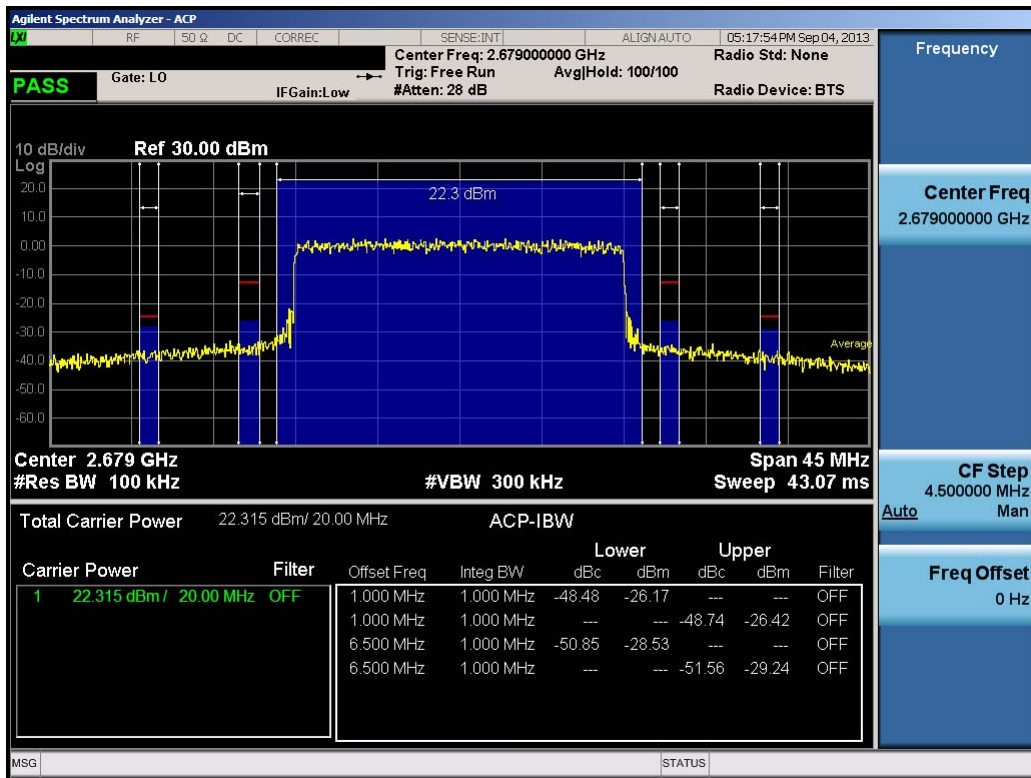 Agilent Spectrum Analyzer - ACP
LXI RF 50 Ω DC CORREC SENSE:INT ALIGN AUTO 05:17:54 PM Sep 04, 2013
Center Freq: 2.679000000 GHz Radio Std: None
PASS Gate: LO Trig: Free Run Avg|Hold: 100/100
IFGain:Low #Atten: 28 dB Radio Device: BTS
Frequency
10 dB/div Ref 30.00 dBm
Log
20.0
10.0
0.00
-10.0
-20.0
-30.0
-40.0
-50.0
-60.0
22.3 dBm
Average
Center Freq
2.679000000 GHz
Center 2.679 GHz Span 45 MHz
#Res BW 100 kHz #VBW 300 kHz Sweep 43.07 ms
CF Step
4.500000 MHz
Auto Man
Total Carrier Power 22.315 dBm/ 20.00 MHz ACP-IBW
Lower Upper
Carrier Power Filter Offset Freq Integ BW dBc dBm dBc dBm Filter
1 22.315 dBm / 20.00 MHz OFF 1.000 MHz 1.000 MHz -48.48 -26.17 --- --- OFF
1.000 MHz 1.000 MHz --- --- -48.74 -26.42 OFF
6.500 MHz 1.000 MHz -50.85 -28.53 --- --- OFF
6.500 MHz 1.000 MHz --- --- -51.56 -29.24 OFF
Freq Offset
0 Hz
MSG STATUS